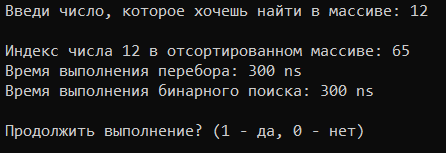 Введи число, которое хочешь найти в массиве: 12
Индекс числа 12 в отсортированном массиве: 65
Время выполнения перебора: 300 ns
Время выполнения бинарного поиска: 300 ns
Продолжить выполнение? (1 - да, 0 - нет)